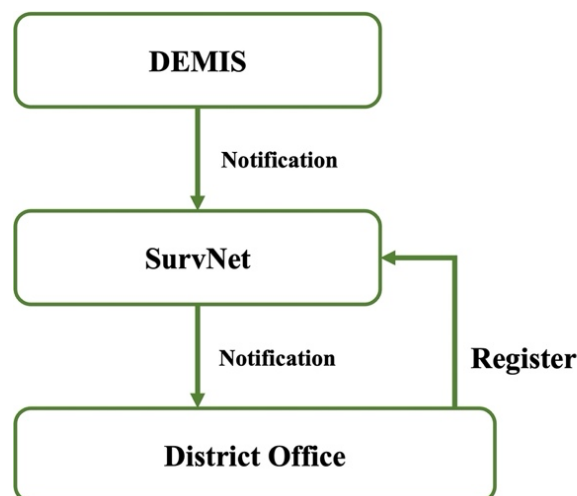 DEMIS
Notification
SurvNet
Notification
Register
District Office